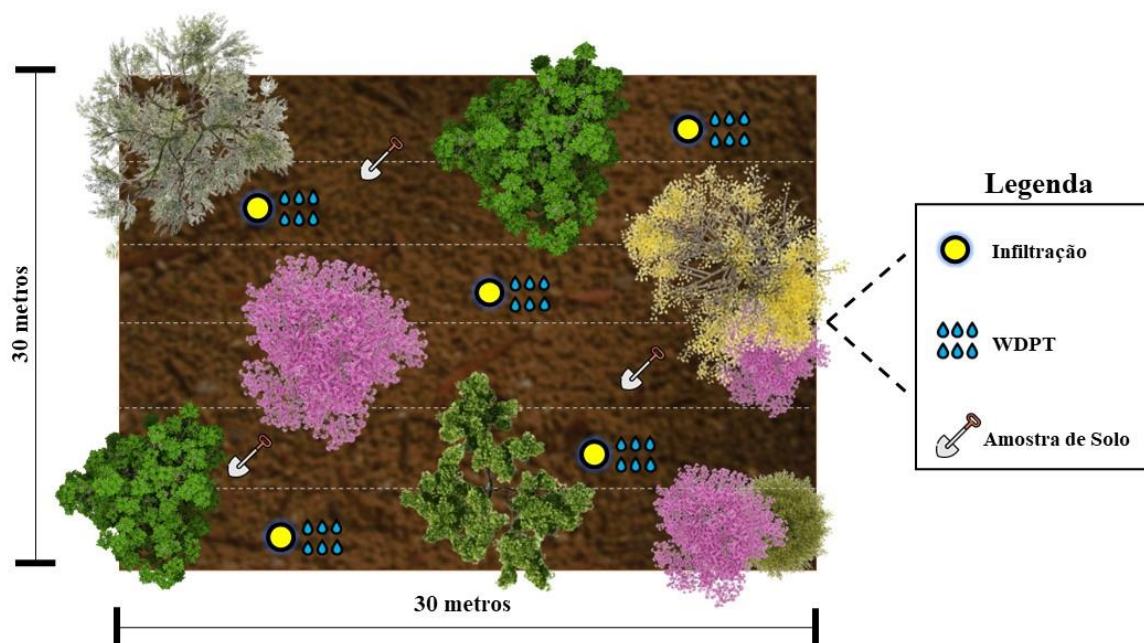 Legenda
Infiltração
WDPT
Amostra de Solo
30 metros
30 metros